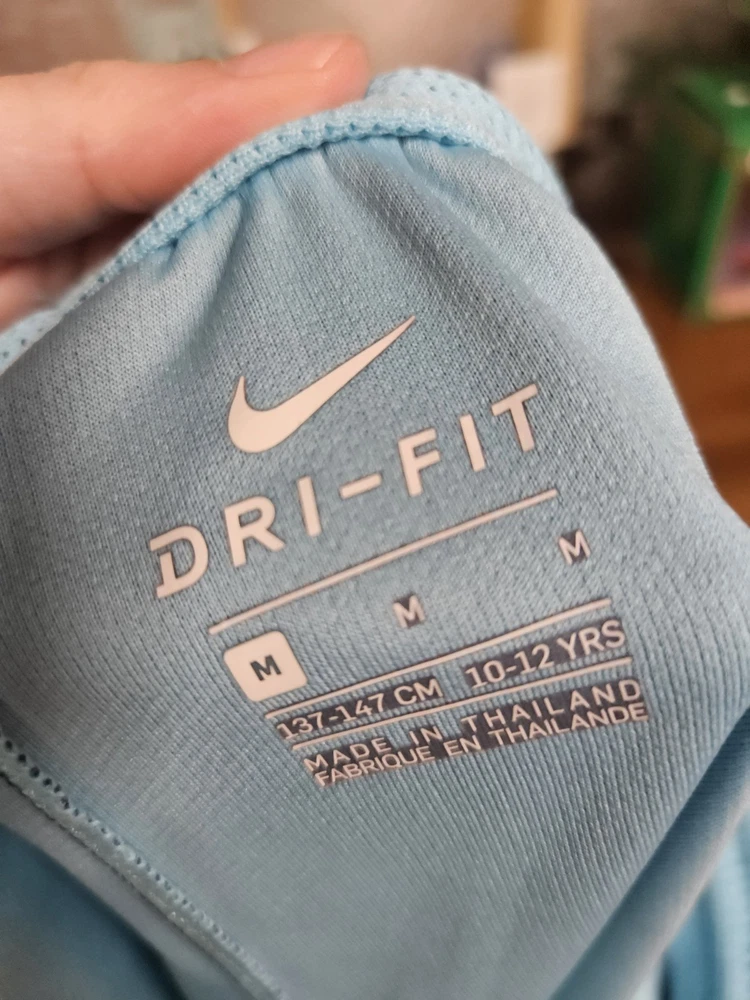 DRI-FIT
M M M
137-147 CM 10-12 YRS
MADE IN THAILAND
FABRIQUE EN THAILANDE